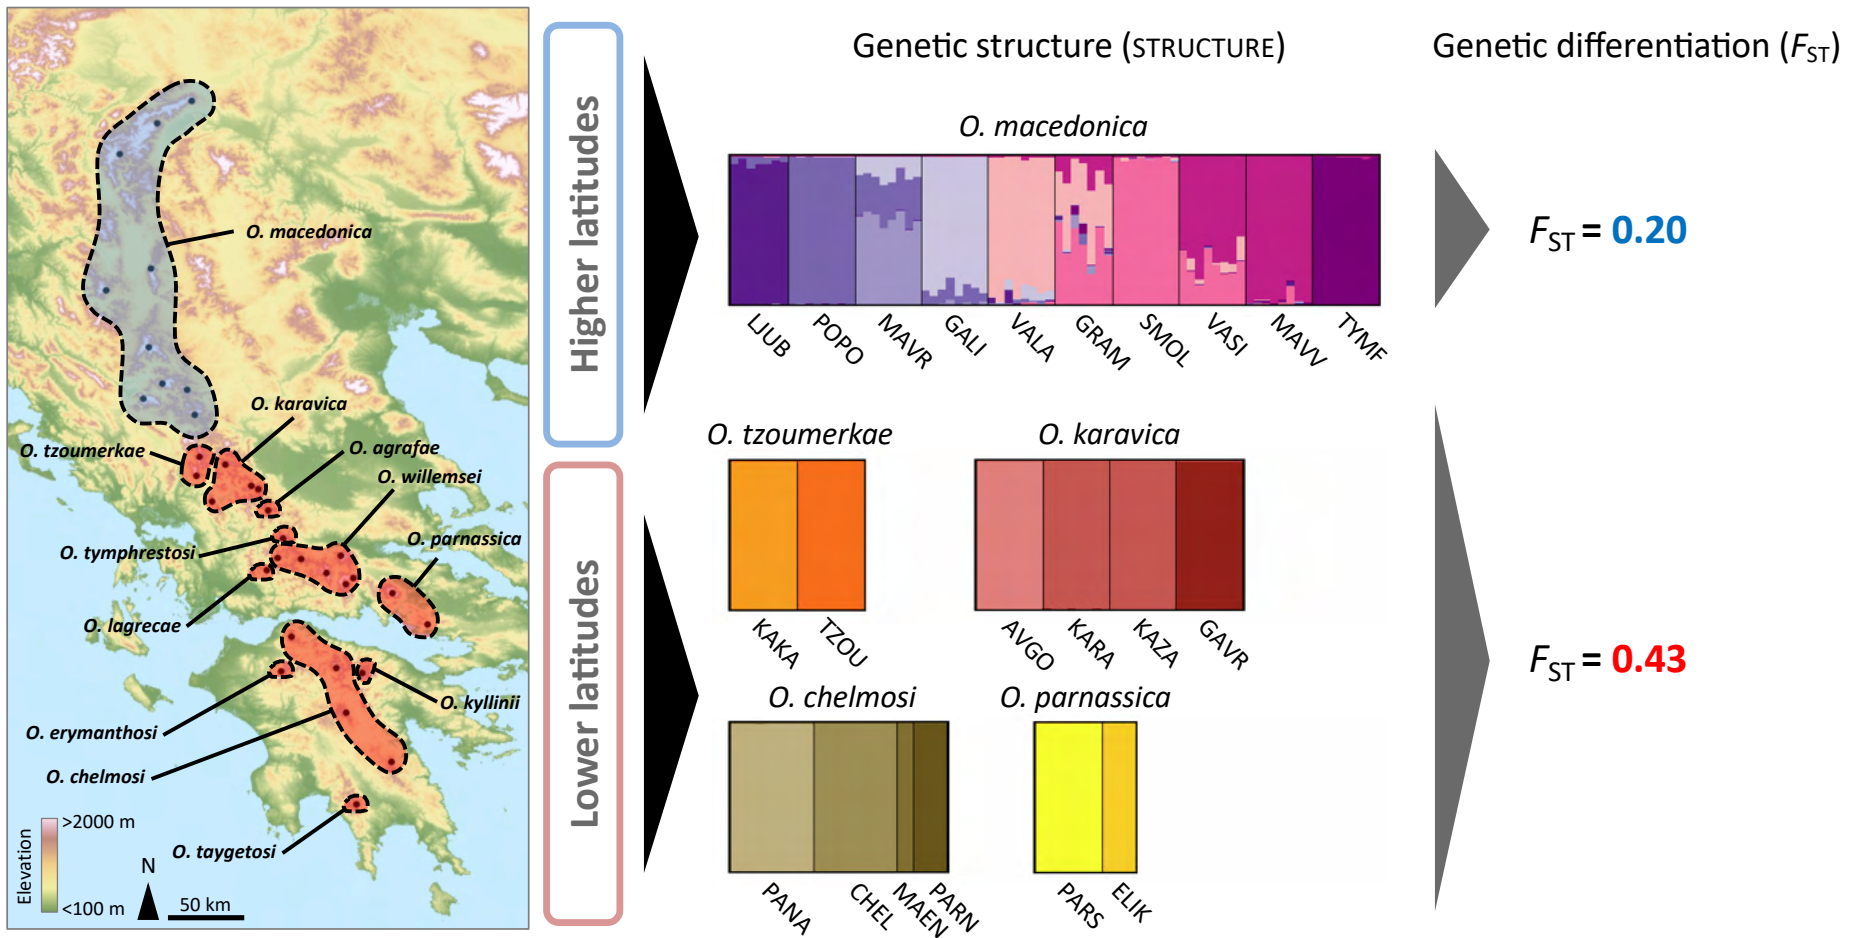 O. macedonica
O. karavica
O. tzoumerkae
O. agrafae
O. willemsei
O. tymphrestosi
O. parnassica
O. lagrecae
O. kyllinii
O. erymanthosi
O. chelmosi
O. taygetosi
Elevation
>2000 m
<100 m
N
50 km
Higher latitudes
Lower latitudes
Genetic structure (STRUCTURE)
O. macedonica
LJUB POPO MAVR GALI VALA GRAM SMOL VASI MAVV TYMF
O. tzoumerkae
KAKA TZOU
O. karavica
AVGO KARA KAZA GAVR
O. chelmosi
PANA CHEL MAEN PARN
O. parnassica
PARS ELIK
Genetic differentiation (FST)
FST = 0.20
FST = 0.43